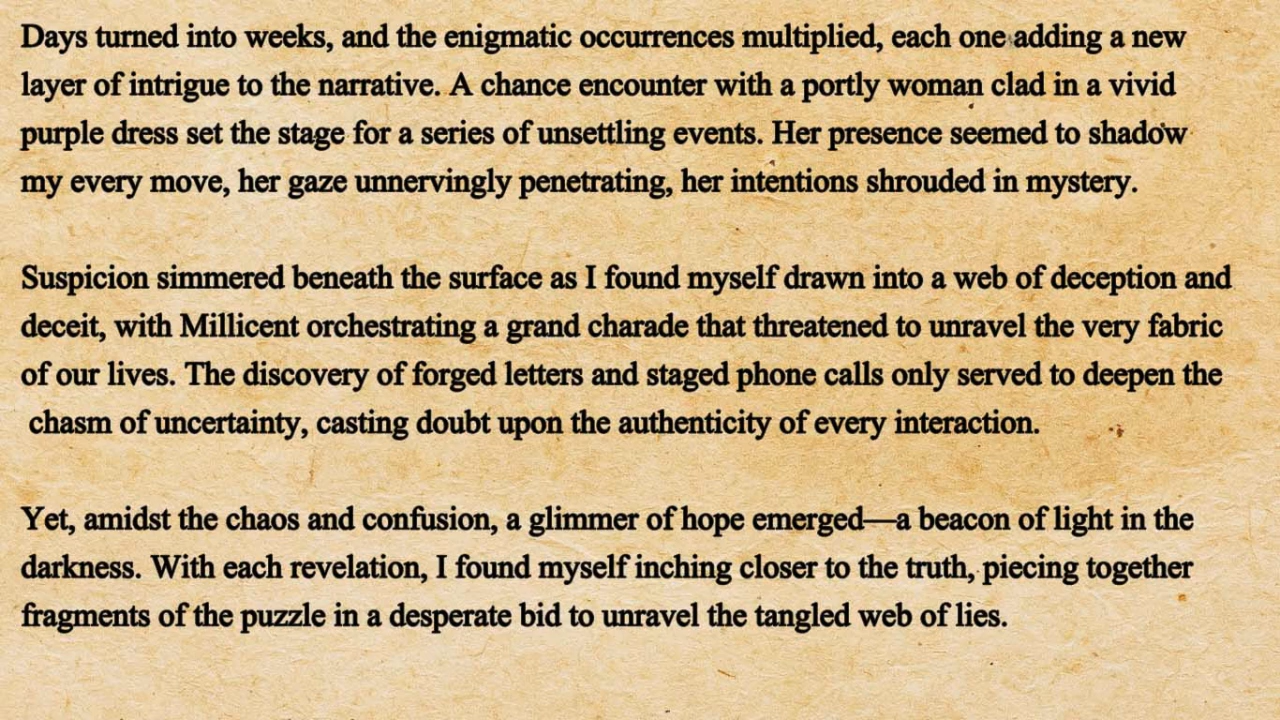 Days turned into weeks, and the enigmatic occurrences multiplied, each one adding a new
layer of intrigue to the narrative. A chance encounter with a portly woman clad in a vivid
purple dress set the stage for a series of unsettling events. Her presence seemed to shadow
my every move, her gaze unnervingly penetrating, her intentions shrouded in mystery.
Suspicion simmered beneath the surface as I found myself drawn into a web of deception and
deceit, with Millicent orchestrating a grand charade that threatened to unravel the very fabric
of our lives. The discovery of forged letters and staged phone calls only served to deepen the
chasm of uncertainty, casting doubt upon the authenticity of every interaction.
Yet, amidst the chaos and confusion, a glimmer of hope emerged—a beacon of light in the
darkness. With each revelation, I found myself inching closer to the truth, piecing together
fragments of the puzzle in a desperate bid to unravel the tangled web of lies.